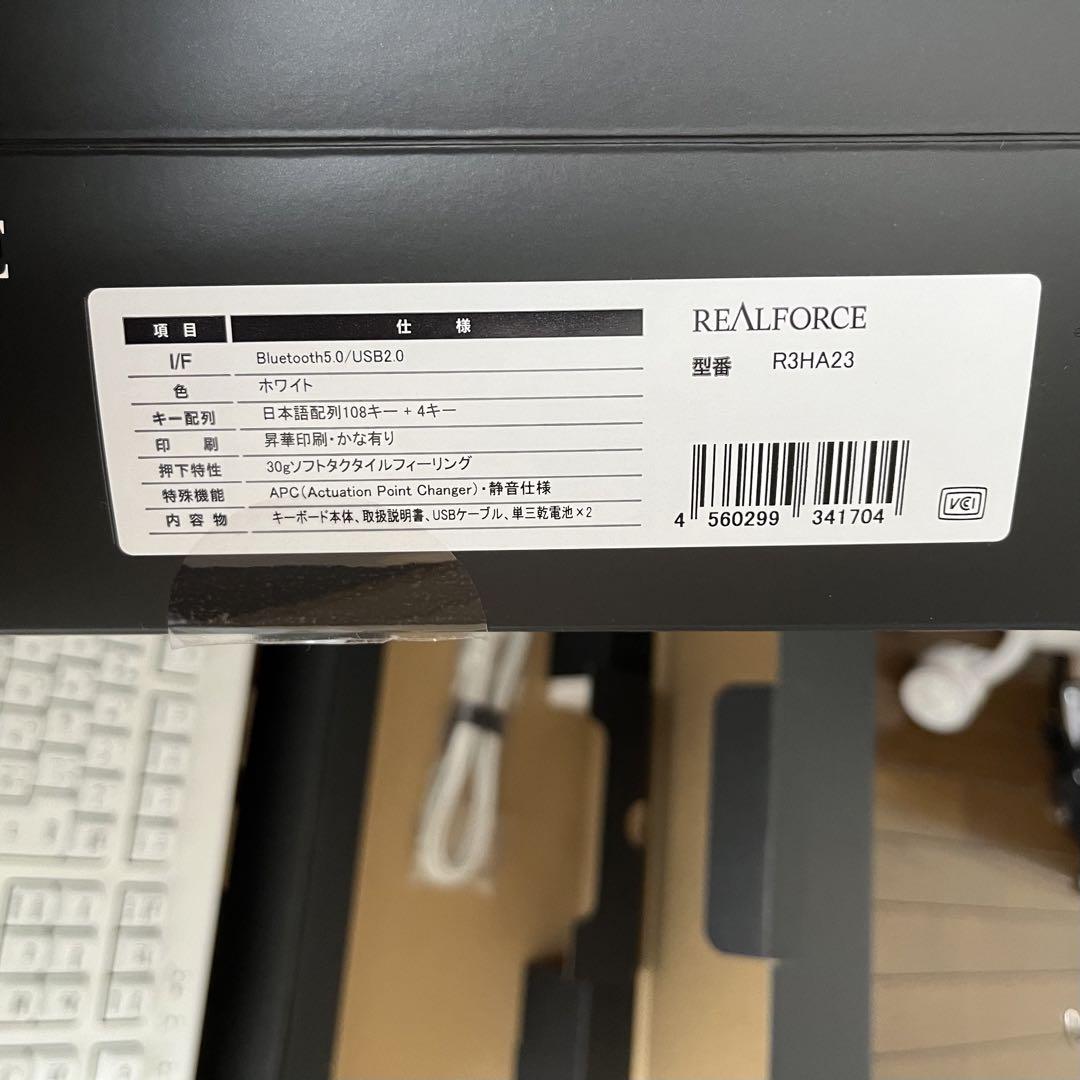 項目 仕様
I/F Bluetooth5.0/USB2.0
色 ホワイト
キー配列 日本語配列108キー + 4キー
印刷 昇華印刷・かな有り
押下特性 30gソフトタクタイルフィーリング
特殊機能 APC(Actuation Point Changer)・静音仕様
内容物 キーボード本体、取扱説明書、USBケーブル、単三乾電池×2
REALFORCE
型番 R3HA23
4 560299 341704
VCCI
E